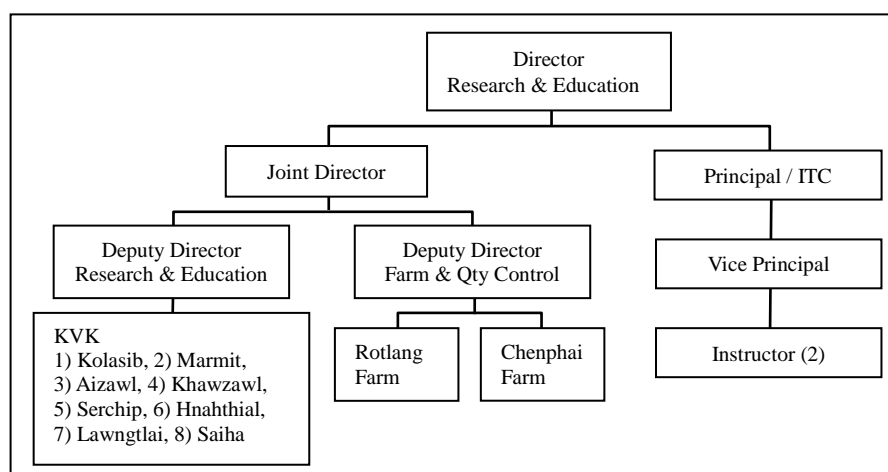 Director
Research & Education
Joint Director
Principal / ITC
Deputy Director
Research & Education
Deputy Director
Farm & Qty Control
Vice Principal
KVK
1) Kolasib, 2) Marmit,
3) Aizawl, 4) Khawzawl,
5) Serchip, 6) Hnahthial,
7) Lawngtlai, 8) Saiha
Rotlang
Farm
Chenphai
Farm
Instructor (2)